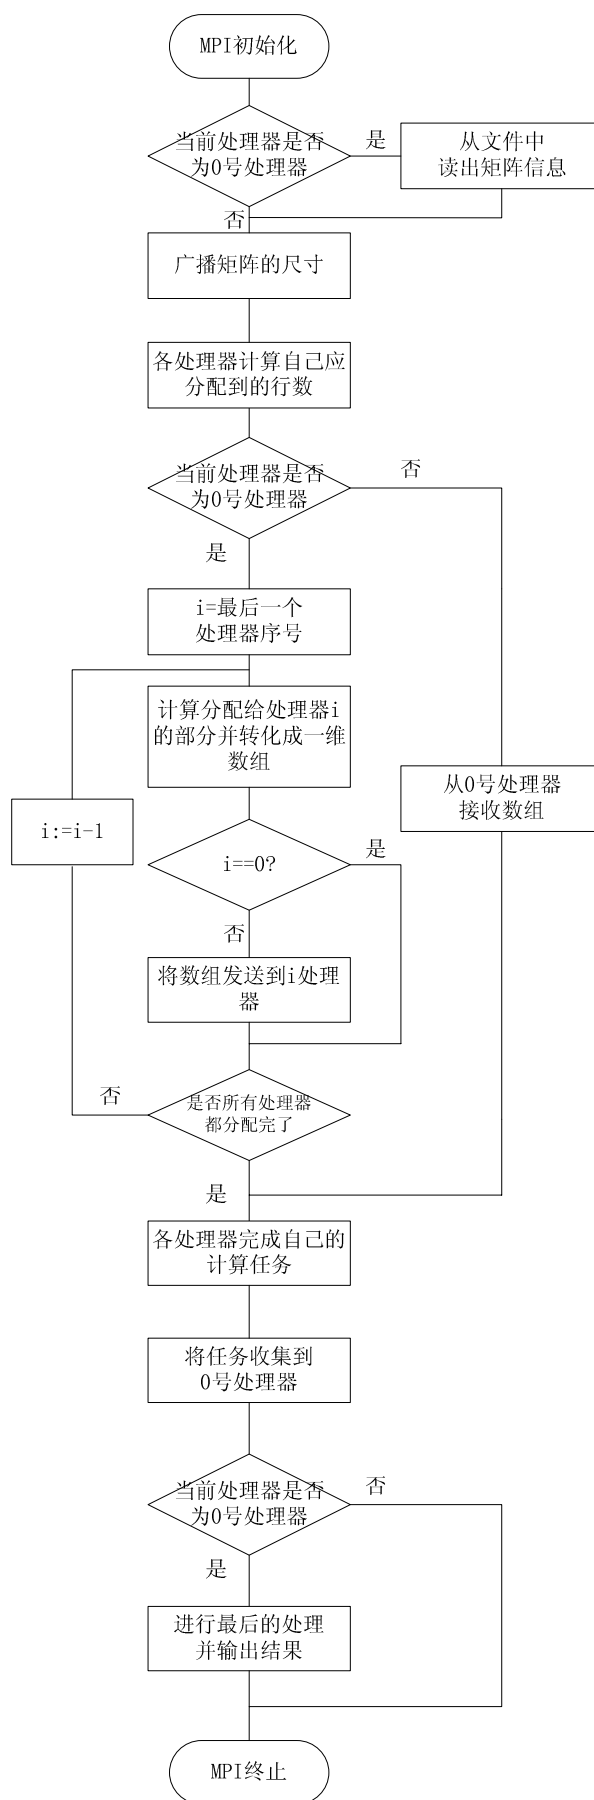 MPI初始化
当前处理器是否
为0号处理器
是
从文件中
读出矩阵信息
否
广播矩阵的尺寸
各处理器计算自己应
分配到的行数
当前处理器是否
为0号处理器
否
是
i=最后一个
处理器序号
计算分配给处理器i
的部分并转化成一维
数组
从0号处理器
接收数组
i:=i-1
i==0?
是
否
将数组发送到i处理
器
是否所有处理器
都分配完了
否
是
各处理器完成自己的
计算任务
将任务收集到
0号处理器
当前处理器是否
为0号处理器
否
是
进行最后的处理
并输出结果
MPI终止